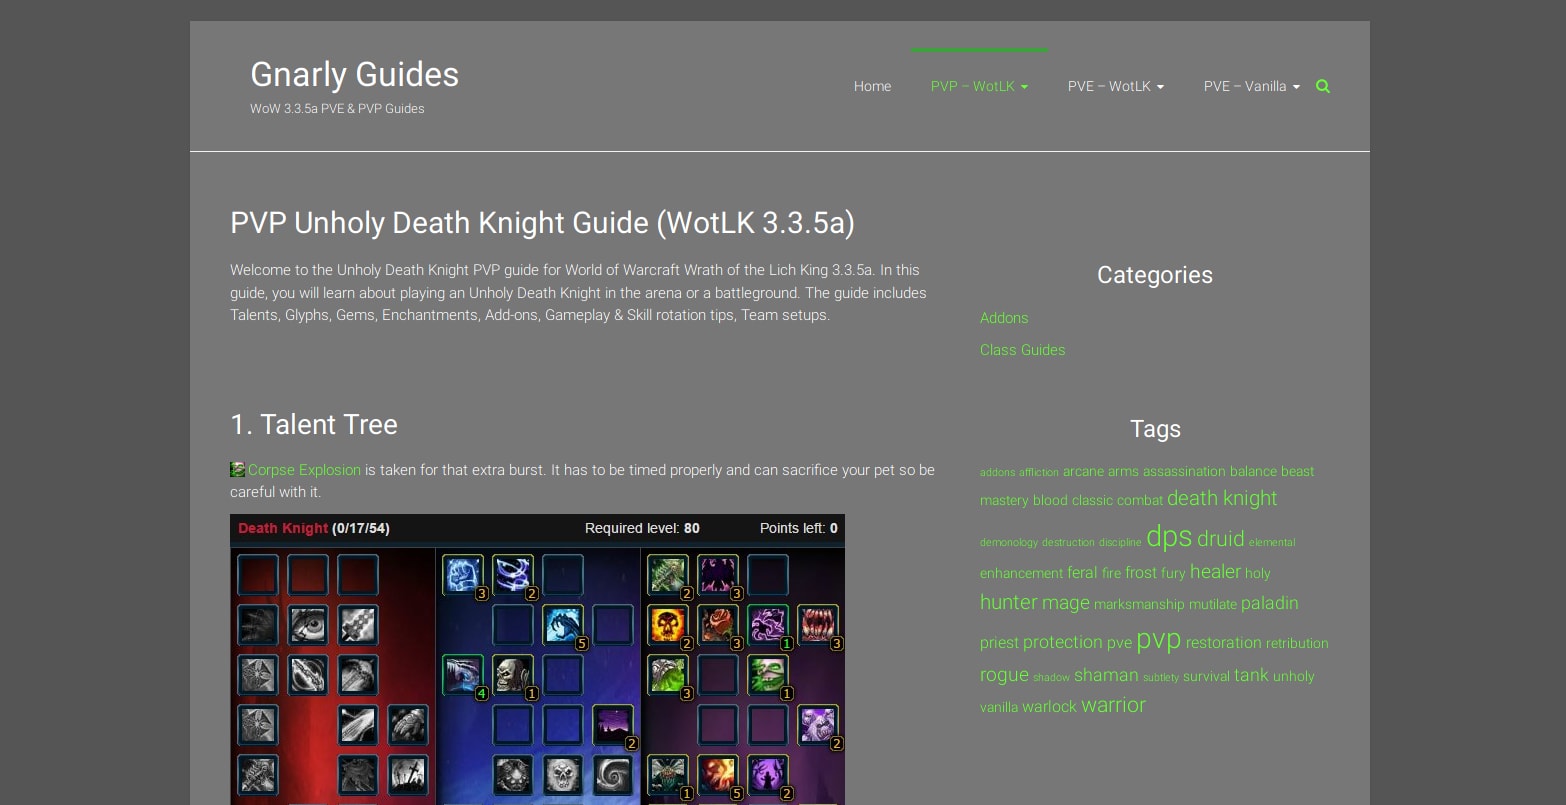 Gnarly Guides
WoW 3.3.5a PVE & PVP Guides
Home PVP – WotLK PVE – WotLK PVE – Vanilla
PVP Unholy Death Knight Guide (WotLK 3.3.5a)
Welcome to the Unholy Death Knight PVP guide for World of Warcraft Wrath of the Lich King 3.3.5a. In this
guide, you will learn about playing an Unholy Death Knight in the arena or a battleground. The guide includes
Talents, Glyphs, Gems, Enchantments, Add-ons, Gameplay & Skill rotation tips, Team setups.
1. Talent Tree
Corpse Explosion is taken for that extra burst. It has to be timed properly and can sacrifice your pet so be
careful with it.
Death Knight (0/17/54) Required level: 80 Points left: 0
3 2 2 3
5 2 3 1 3
4 1 3 1
2 2
1 5 2
Categories
Addons
Class Guides
Tags
addons affliction arcane arms assassination balance beast
mastery blood classic combat death knight
demonology destruction discipline dps druid elemental
enhancement feral fire frost fury healer holy
hunter mage marksmanship mutilate paladin
priest protection pve pvp restoration retribution
rogue shadow shaman subtlety survival tank unholy
vanilla warlock warrior